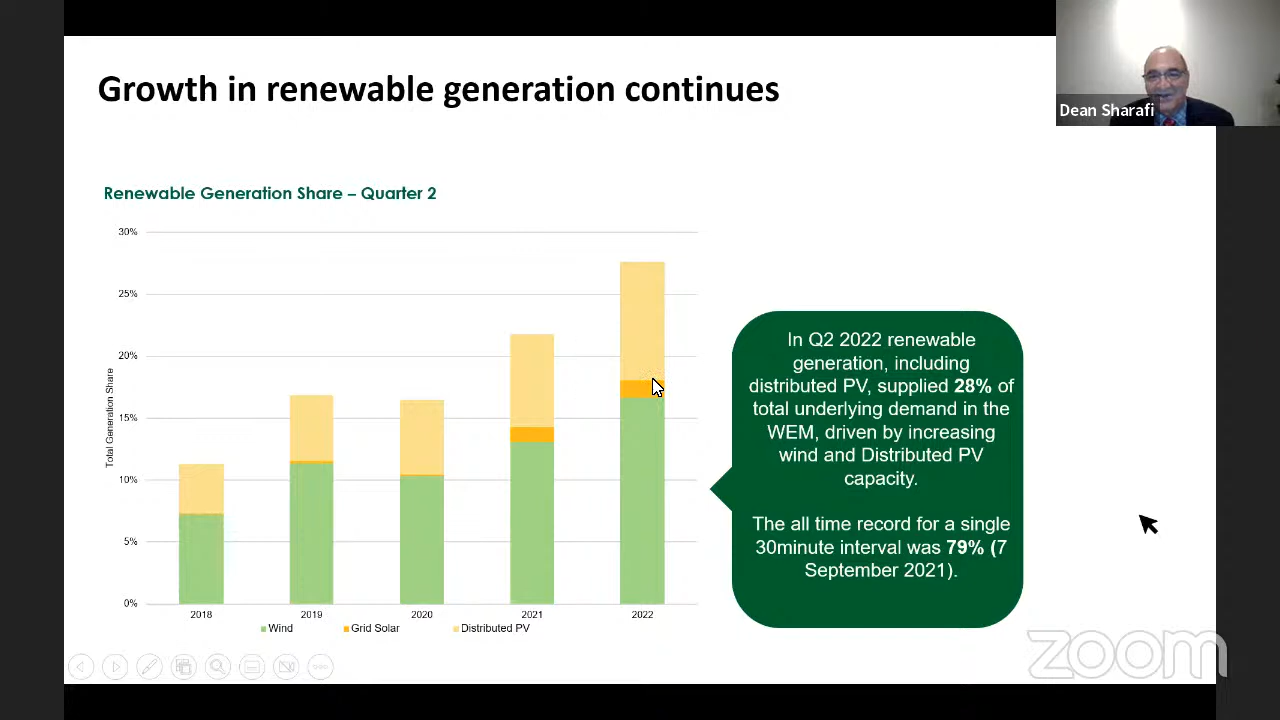 Growth in renewable generation continues
Dean Sharafi
Renewable Generation Share – Quarter 2
30%
25%
20%
15%
10%
5%
0%
Total Generation Share
2018 2019 2020 2021 2022
Wind Grid Solar Distributed PV
In Q2 2022 renewable
generation, including
distributed PV, supplied 28% of
total underlying demand in the
WEM, driven by increasing
wind and Distributed PV
capacity.
The all time record for a single
30minute interval was 79% (7
September 2021).
zoom